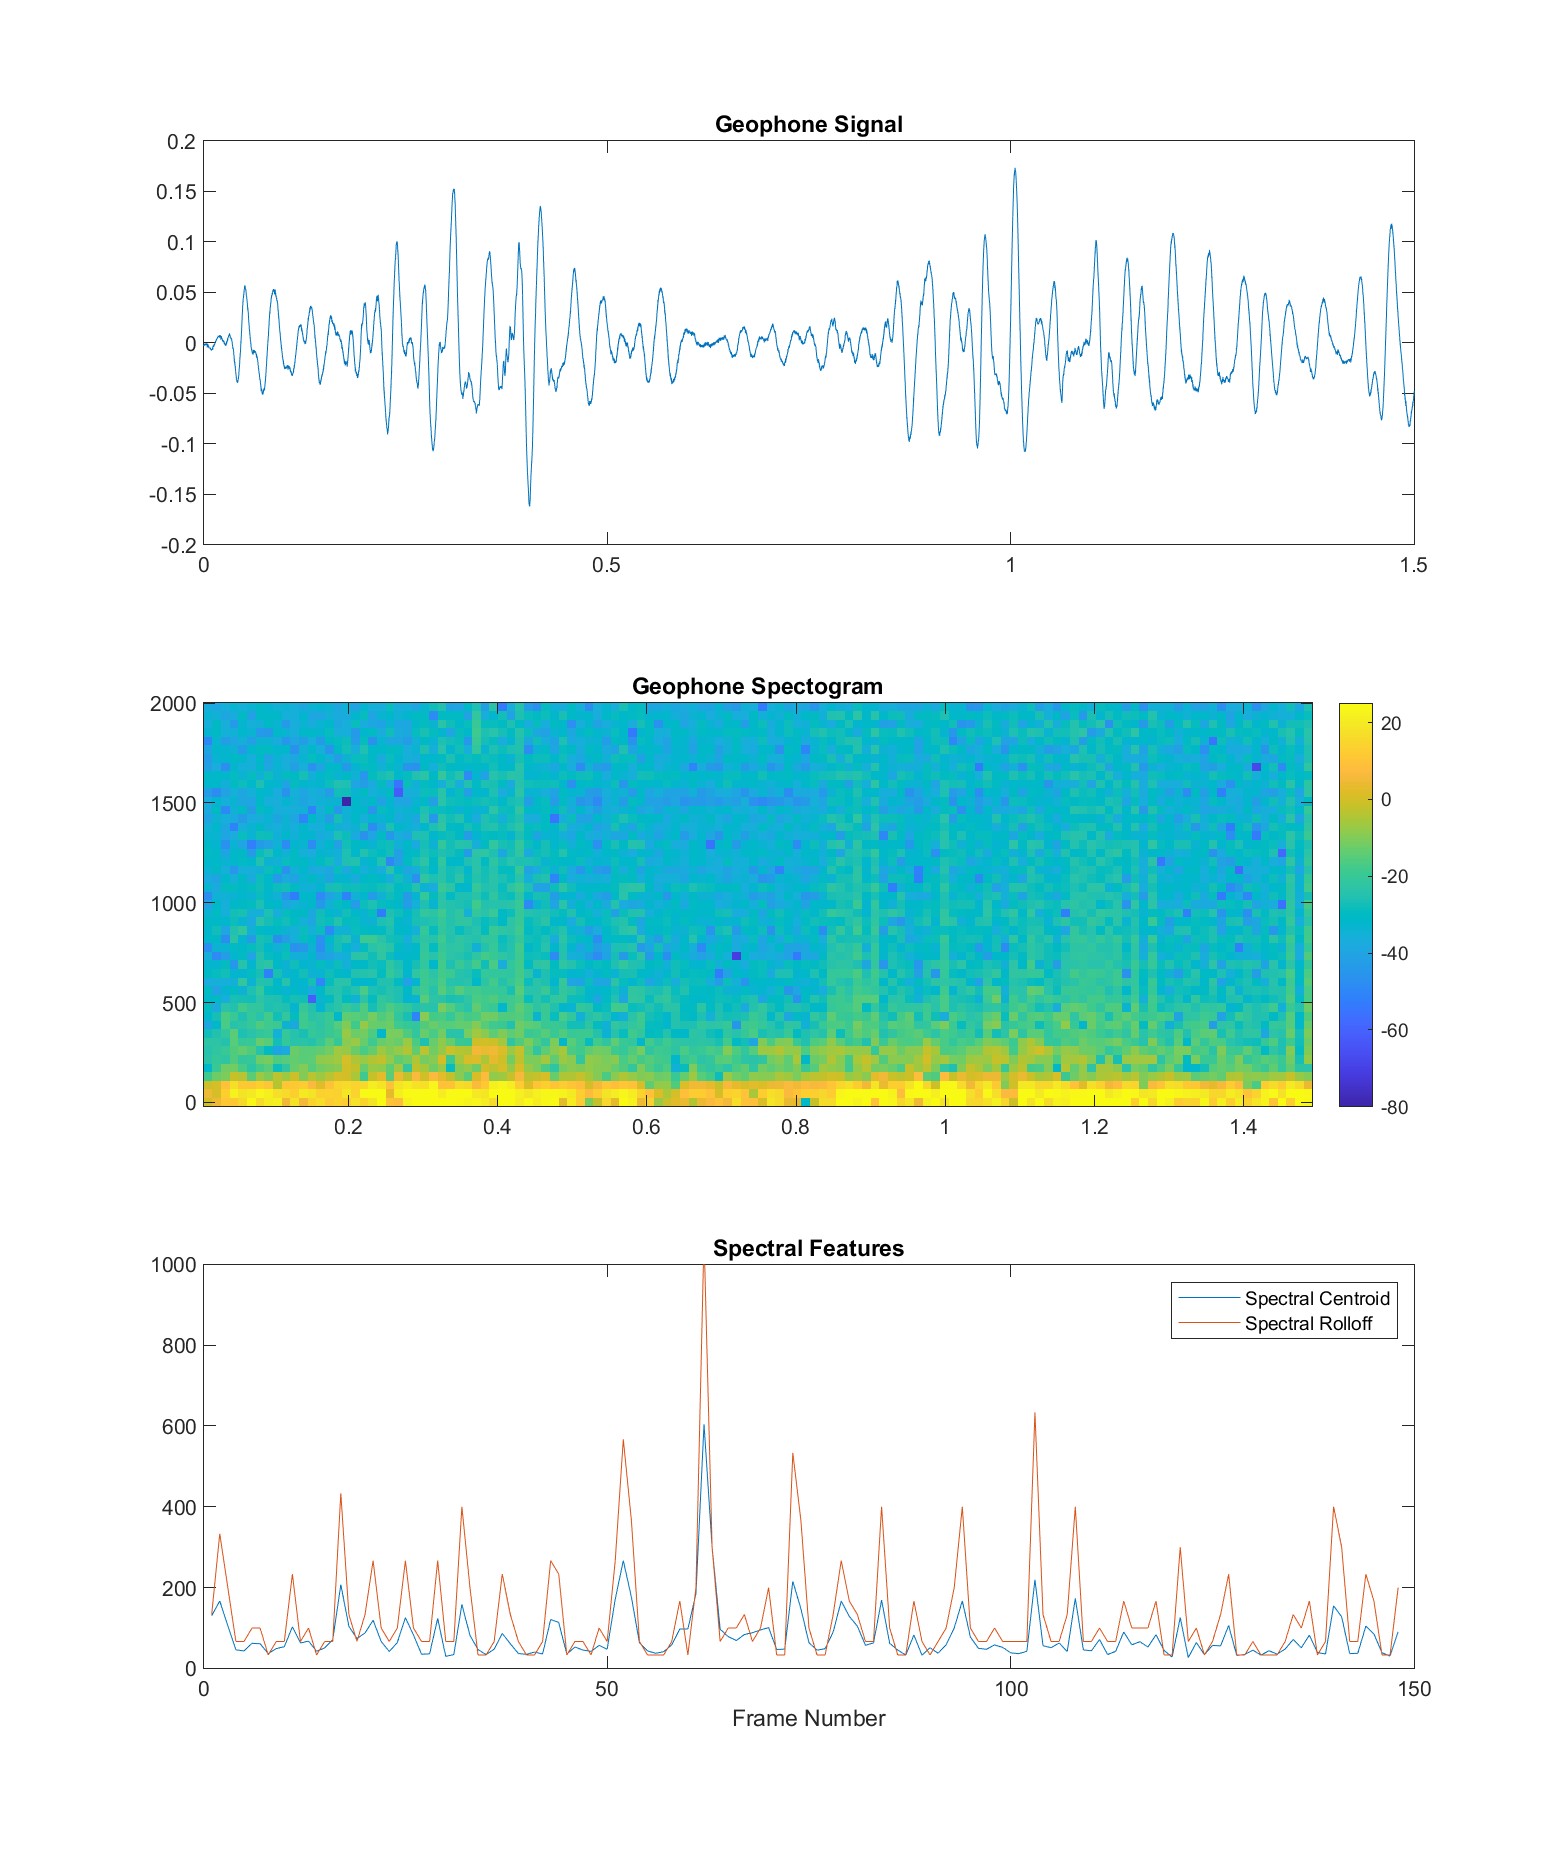 Geophone Signal
0.2
0.15
0.1
0.05
0
-0.05
-0.1
-0.15
-0.2
0 0.5 1 1.5
Geophone Spectogram
2000
1500
1000
500
0
0.2 0.4 0.6 0.8 1 1.2 1.4
20
0
-20
-40
-60
-80
Spectral Features
1000
800
600
400
200
0
0 50 100 150
Spectral Centroid
Spectral Rolloff
Frame Number